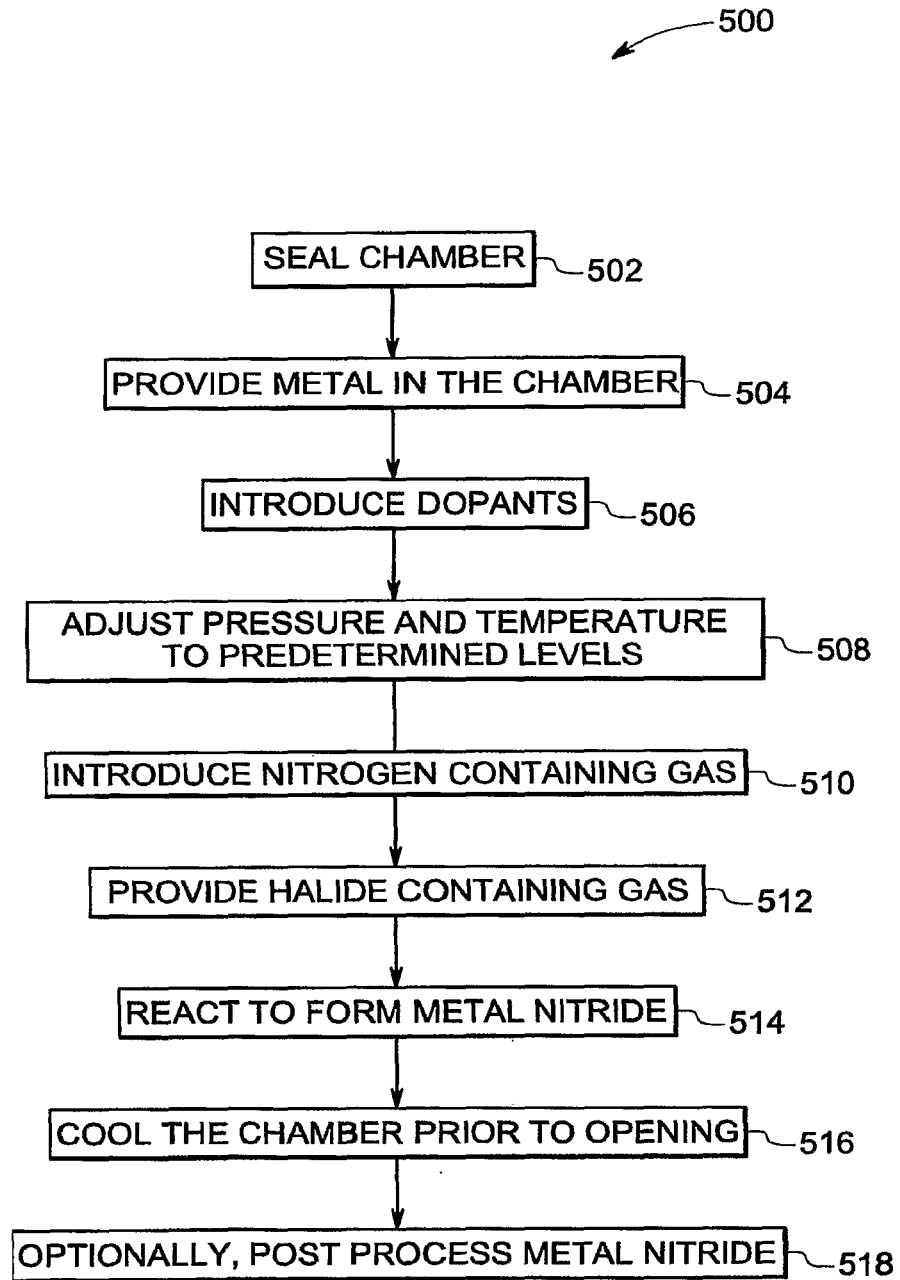 500
SEAL CHAMBER
502
PROVIDE METAL IN THE CHAMBER
504
INTRODUCE DOPANTS
506
ADJUST PRESSURE AND TEMPERATURE
TO PREDETERMINED LEVELS
508
INTRODUCE NITROGEN CONTAINING GAS
510
PROVIDE HALIDE CONTAINING GAS
512
REACT TO FORM METAL NITRIDE
514
COOL THE CHAMBER PRIOR TO OPENING
516
OPTIONALLY, POST PROCESS METAL NITRIDE
518